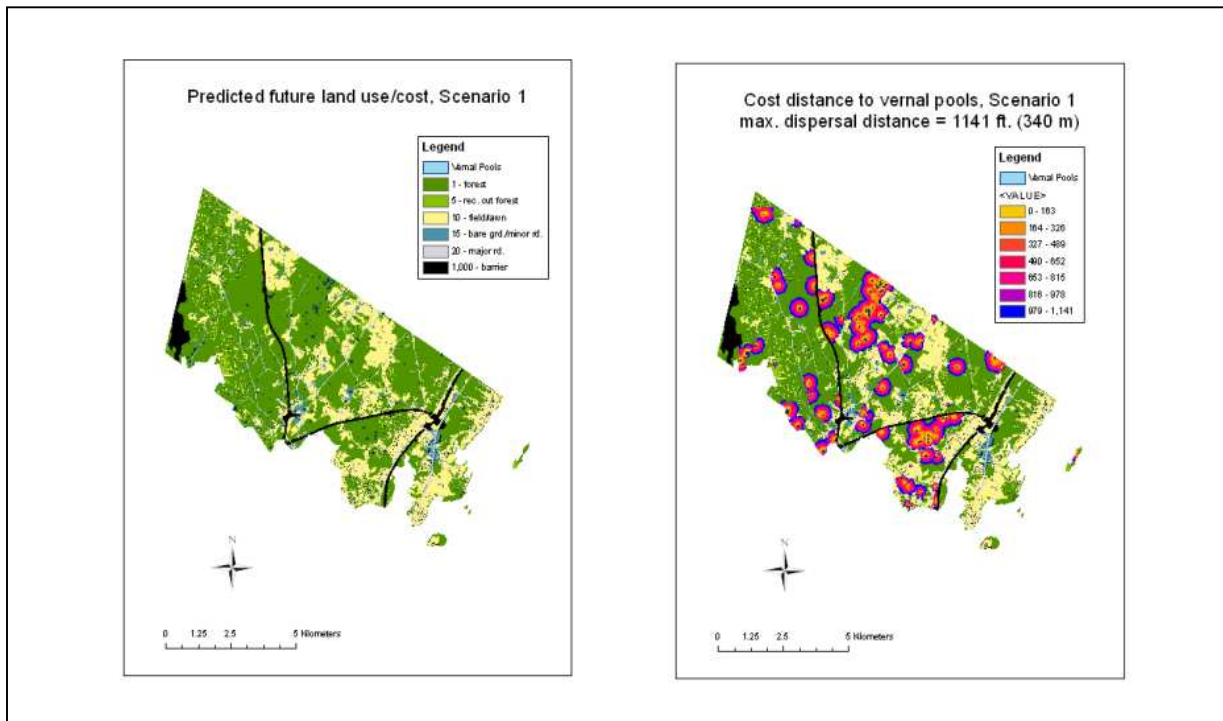 Predicted future land use/cost, Scenario 1
Legend
Vernal Pools
1 - forest
5 - rec. cut forest
10 - field/lawn
15 - bare grd./minor rd.
20 - major rd.
1,000 - barrier
N
0 1.25 2.5 5 Kilometers
Cost distance to vernal pools, Scenario 1
max. dispersal distance = 1141 ft. (340 m)
Legend
Vernal Pools
<VALUE>
0 - 163
164 - 326
327 - 489
490 - 652
653 - 815
816 - 978
979 - 1,141
N
0 1.25 2.5 5 Kilometers